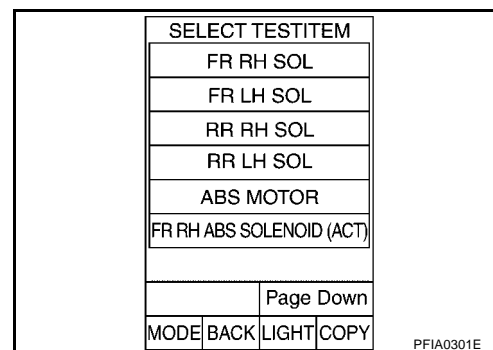 SELECT TESTITEM
FR RH SOL
FR LH SOL
RR RH SOL
RR LH SOL
ABS MOTOR
FR RH ABS SOLENOID (ACT)
Page Down
MODE BACK LIGHT COPY
PFIA0301E